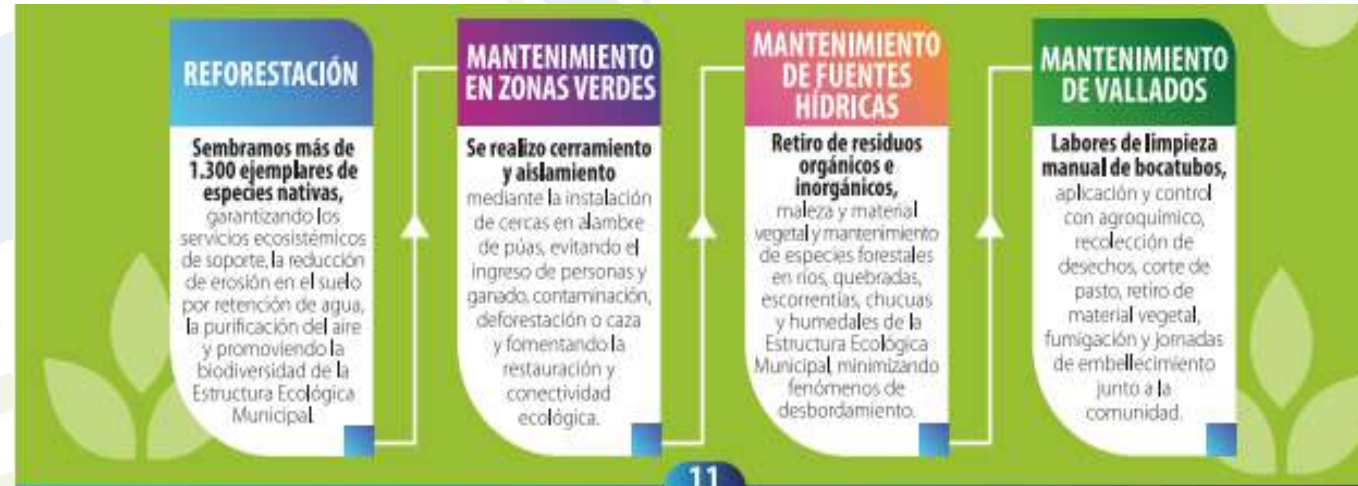 REFORESTACIÓN
Sembramos más de
1.300 ejemplares de
especies nativas,
garantizando los
servicios ecosistémicos
de soporte, la reducción
de erosión en el suelo
por retención de agua,
la purificación del aire
y promoviendo la
biodiversidad de la
Estructura Ecológica
Municipal.
MANTENIMIENTO
EN ZONAS VERDES
Se realizo cerramiento
y aislamiento
mediante la instalación
de cercas en alambre
de púas, evitando el
ingreso de personas y
ganado, contaminación,
deforestación o caza
y fomentando la
restauración y
conectividad
ecológica.
MANTENIMIENTO
DE FUENTES
HÍDRICAS
Retiro de residuos
orgánicos e
inorgánicos,
maleza y material
vegetal y mantenimiento
de especies forestales
en ríos, quebradas,
escorrentías, chucuas
y humedales de la
Estructura Ecológica
Municipal, minimizando
fenómenos de
desbordamiento.
MANTENIMIENTO
DE VALLADOS
Labores de limpieza
manual de bocatubos,
aplicación y control
con agroquímico,
recolección de
desechos, corte de
pasto, retiro de
material vegetal,
fumigación y jornadas
de embellecimiento
junto a la
comunidad.
11